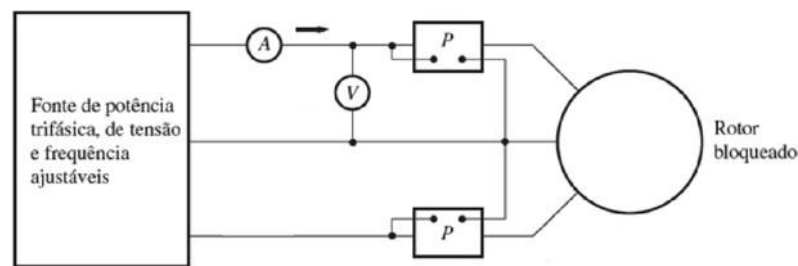 A
P
V
Fonte de potência
trifásica, de tensão
e frequência
ajustáveis
Rotor
bloqueado
P